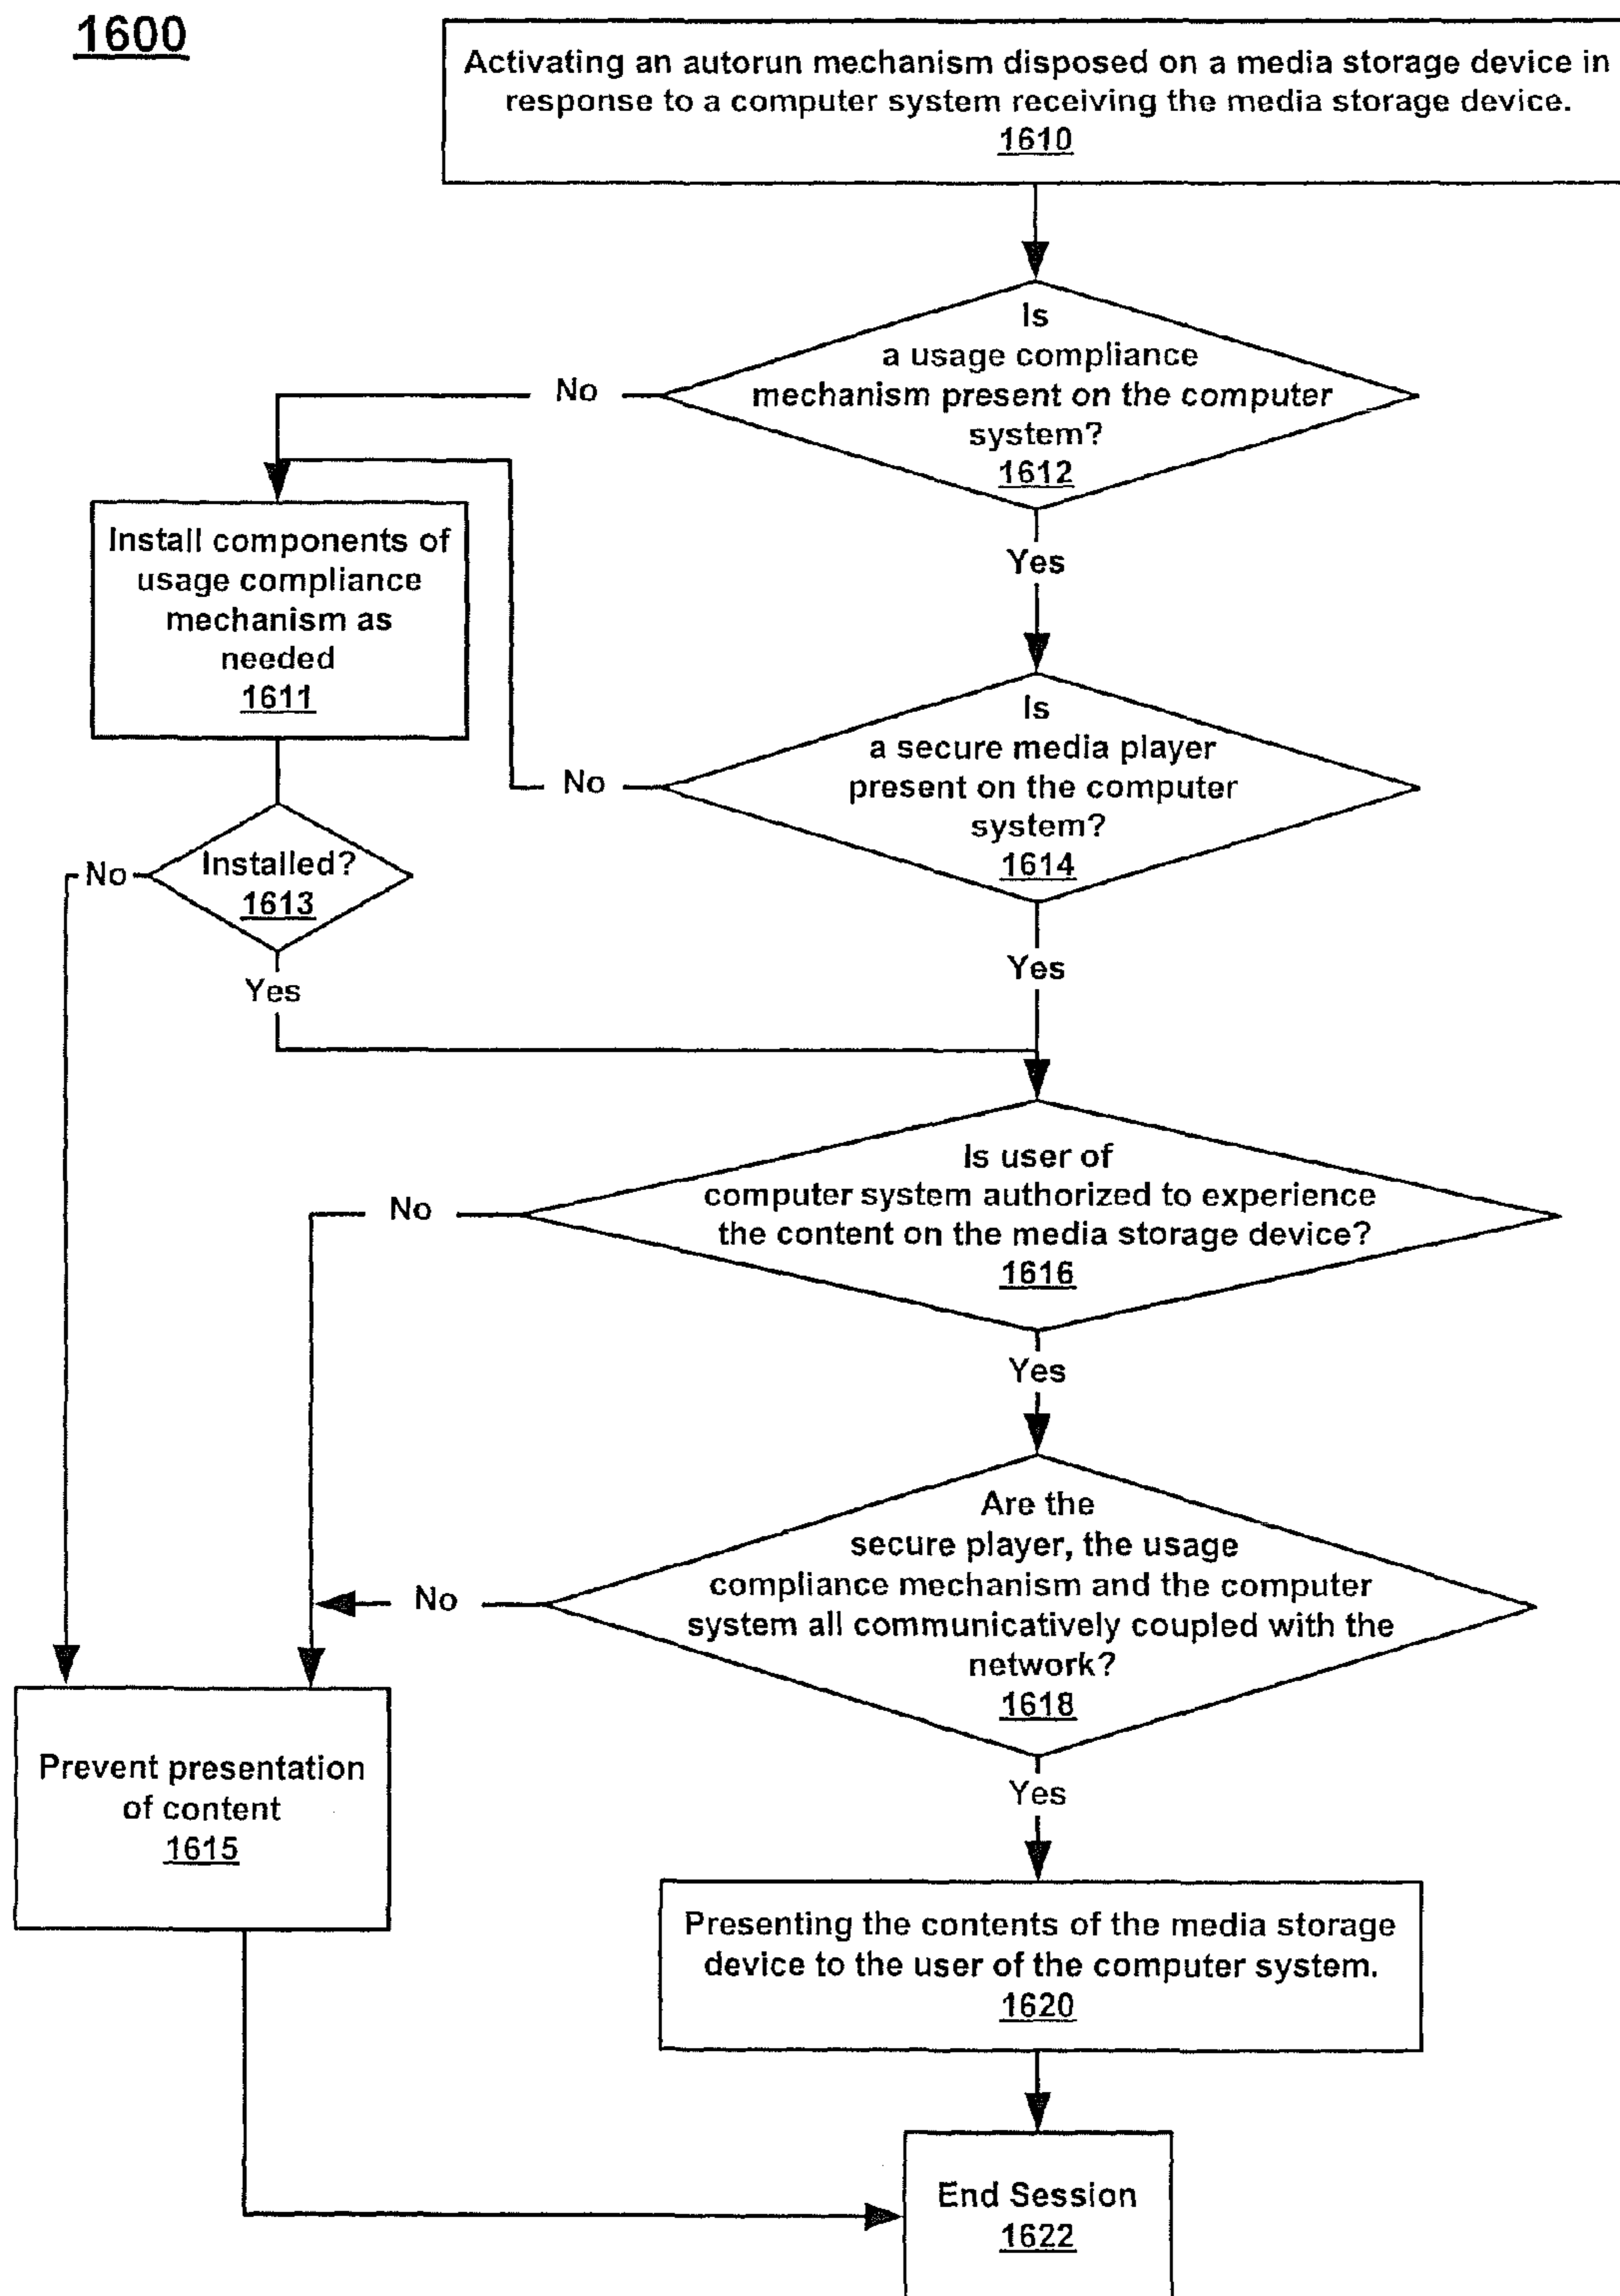 1600
Activating an autorun mechanism disposed on a media storage device in
response to a computer system receiving the media storage device.
1610
Is
a usage compliance
mechanism present on the computer
system?
1612
No
Yes
Install components of
usage compliance
mechanism as
needed
1611
Is
a secure media player
present on the computer
system?
1614
No
Yes
Installed?
1613
No
Yes
Is user of
computer system authorized to experience
the content on the media storage device?
1616
No
Yes
Are the
secure player, the usage
compliance mechanism and the computer
system all communicatively coupled with the
network?
1618
No
Yes
Prevent presentation
of content
1615
Presenting the contents of the media storage
device to the user of the computer system.
1620
End Session
1622